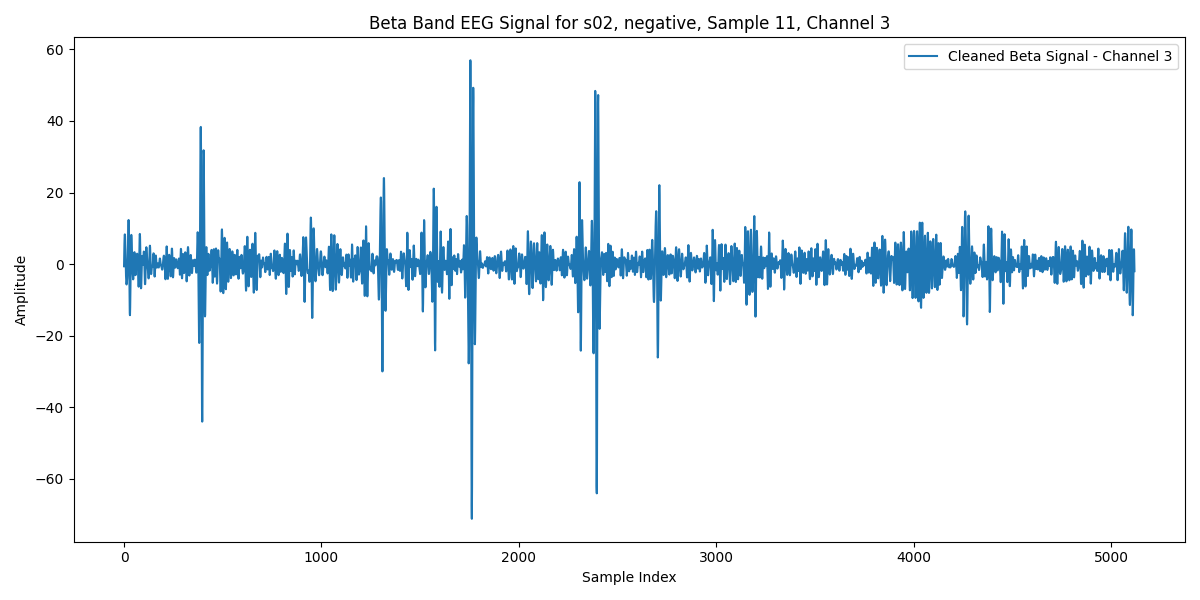 Beta Band EEG Signal for s02, negative, Sample 11, Channel 3
Cleaned Beta Signal - Channel 3
60
40
20
0
−20
−40
−60
Amplitude
0 1000 2000 3000 4000 5000
Sample Index